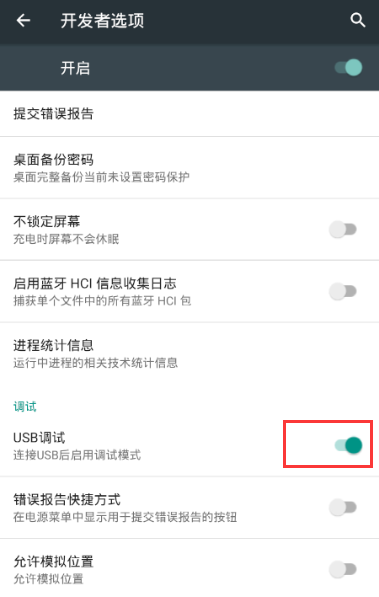 开发者选项
开启
提交错误报告
桌面备份密码
桌面完整备份当前未设置密码保护
不锁定屏幕
充电时屏幕不会休眠
启用蓝牙 HCI 信息收集日志
捕获单个文件中的所有蓝牙 HCI 包
进程统计信息
运行中进程的相关技术统计信息
调试
USB调试
连接USB后启用调试模式
错误报告快捷方式
在电源菜单中显示用于提交错误报告的按钮
允许模拟位置
允许模拟位置